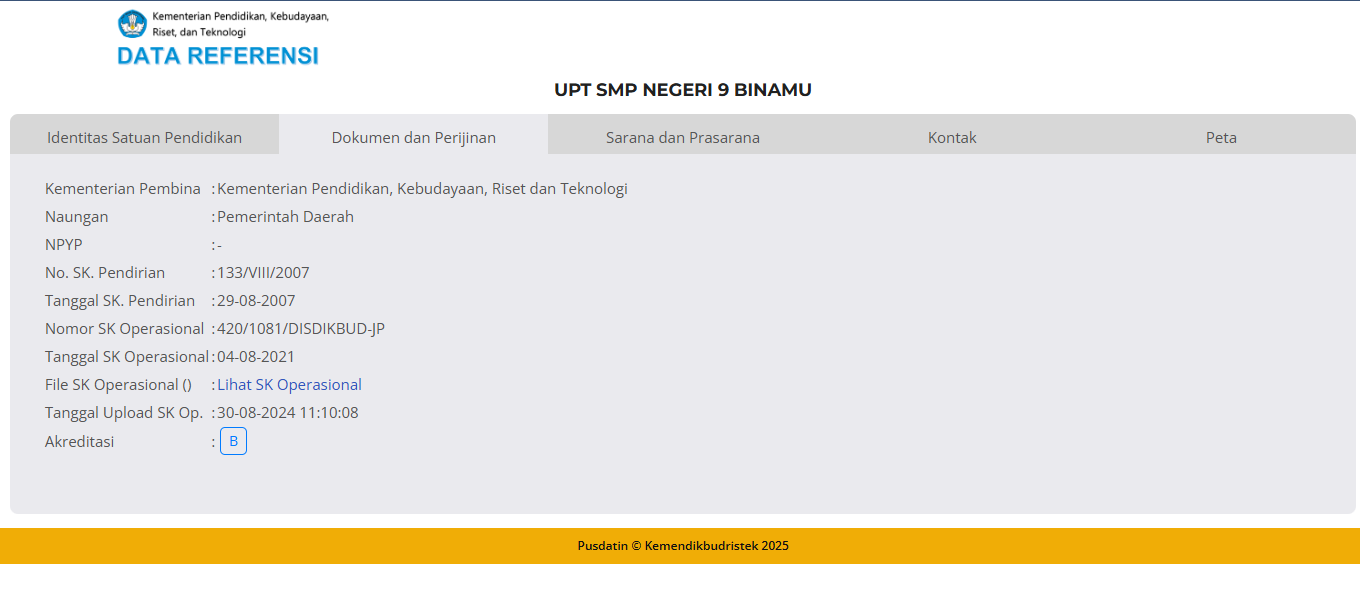 Kementerian Pendidikan, Kebudayaan,
Riset, dan Teknologi
DATA REFERENSI
UPT SMP NEGERI 9 BINAMU
Identitas Satuan Pendidikan
Dokumen dan Perijinan
Sarana dan Prasarana
Kontak
Peta
Kementerian Pembina : Kementerian Pendidikan, Kebudayaan, Riset dan Teknologi
Naungan : Pemerintah Daerah
NPYP : -
No. SK. Pendirian : 133/VIII/2007
Tanggal SK. Pendirian : 29-08-2007
Nomor SK Operasional : 420/1081/DISDIKBUD-JP
Tanggal SK Operasional : 04-08-2021
File SK Operasional () : Lihat SK Operasional
Tanggal Upload SK Op. : 30-08-2024 11:10:08
Akreditasi : B
Pusdatin © Kemendikbudristek 2025